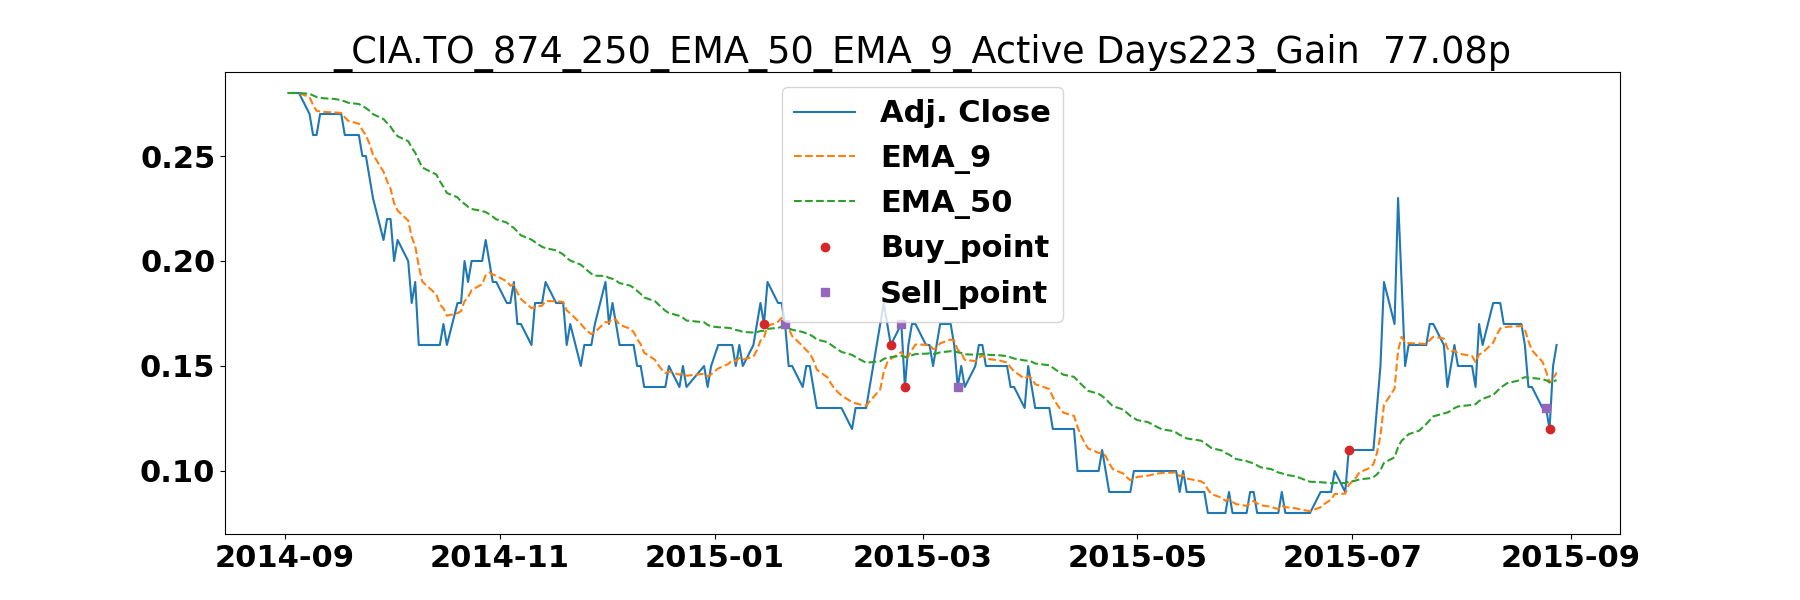 _CIA.TO_874_250_EMA_50_EMA_9_Active Days223_Gain  77.08p
Adj. Close
EMA_9
EMA_50
Buy_point
Sell_point
0.25
0.20
0.15
0.10
2014-09 2014-11 2015-01 2015-03 2015-05 2015-07 2015-09